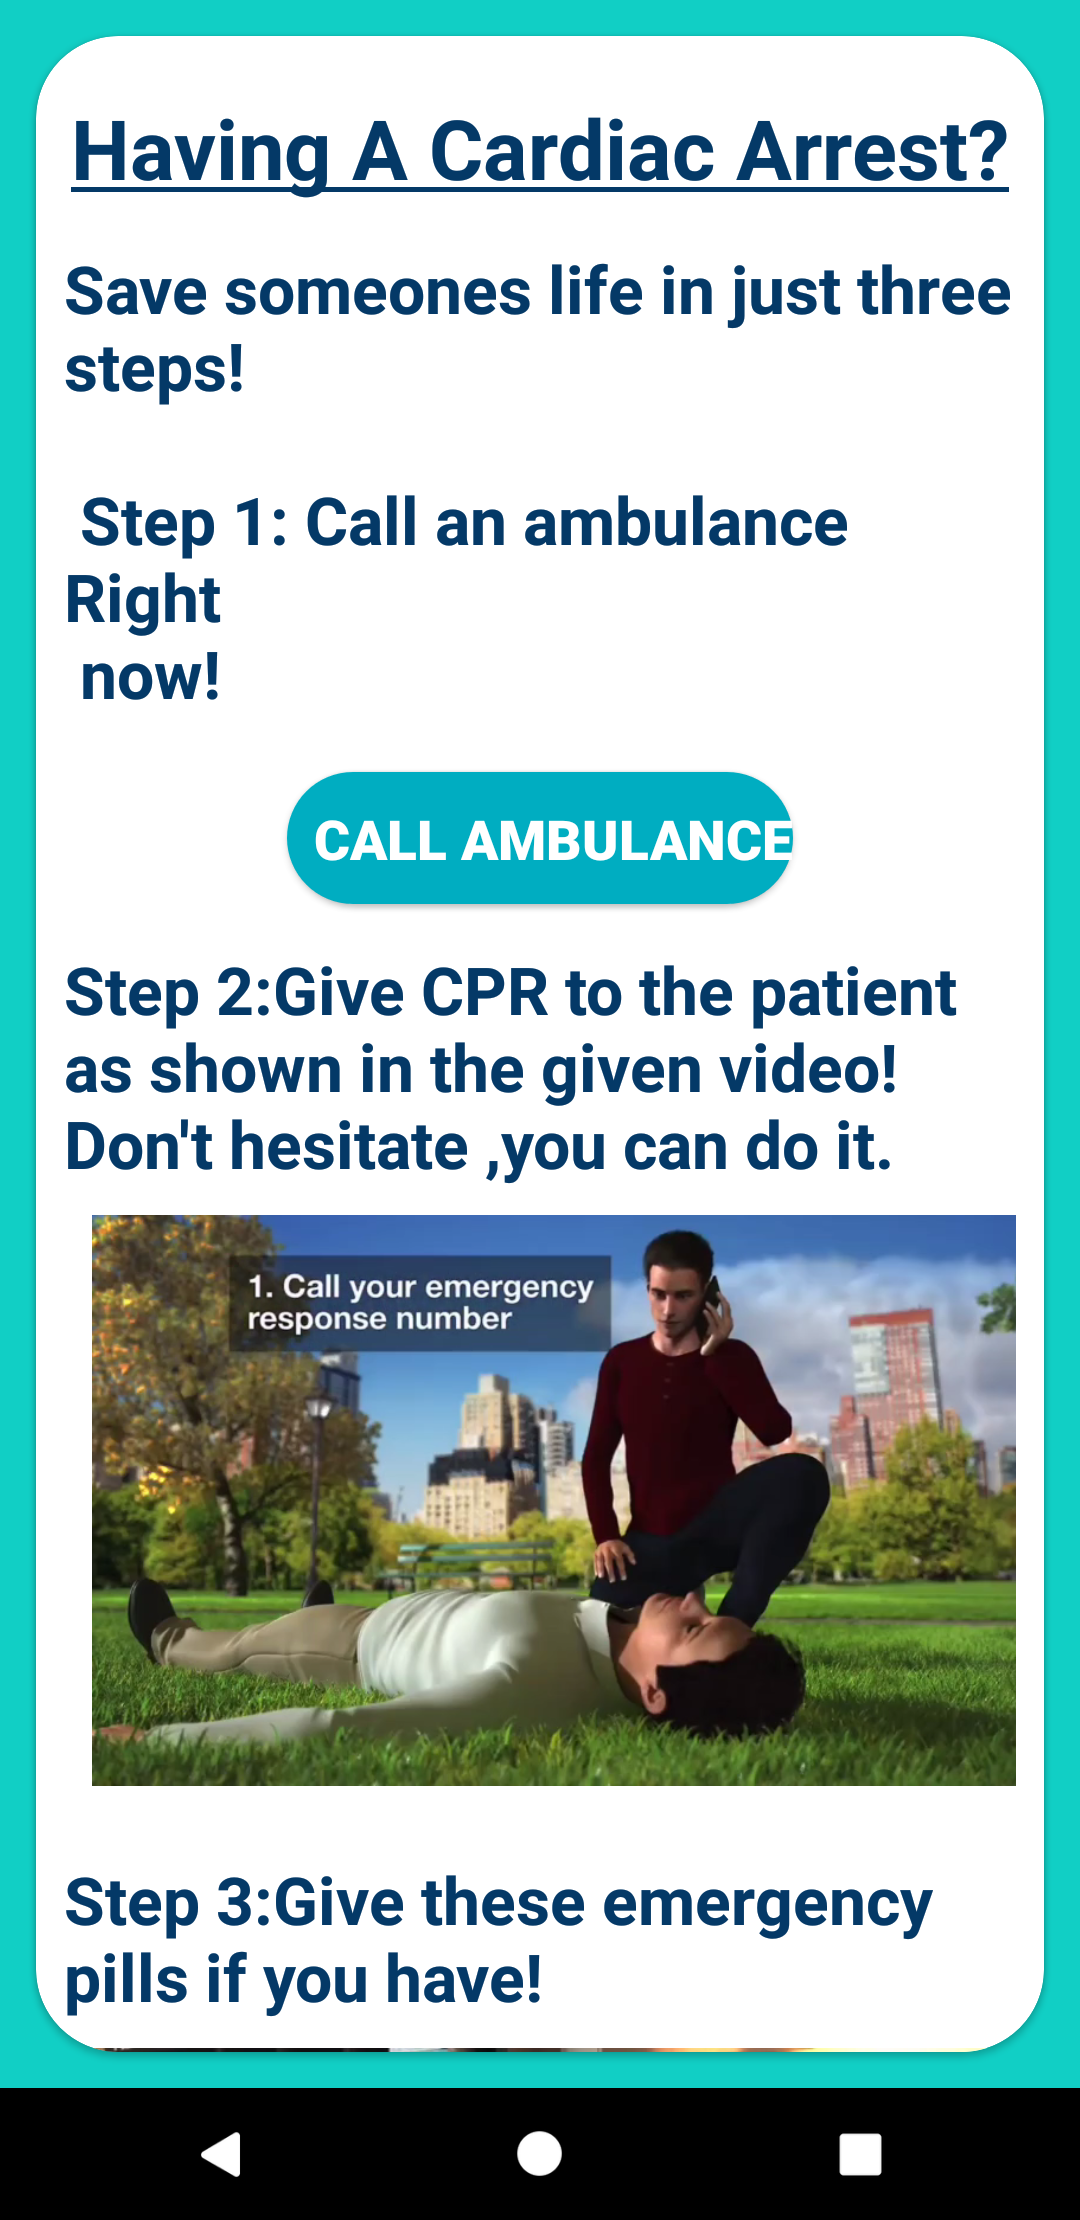 Having A Cardiac Arrest?
Save someones life in just three
steps!
Step 1: Call an ambulance
Right
now!
CALL AMBULANCE
Step 2:Give CPR to the patient
as shown in the given video!
Don't hesitate ,you can do it.
1. Call your emergency
response number
Step 3:Give these emergency
pills if you have!